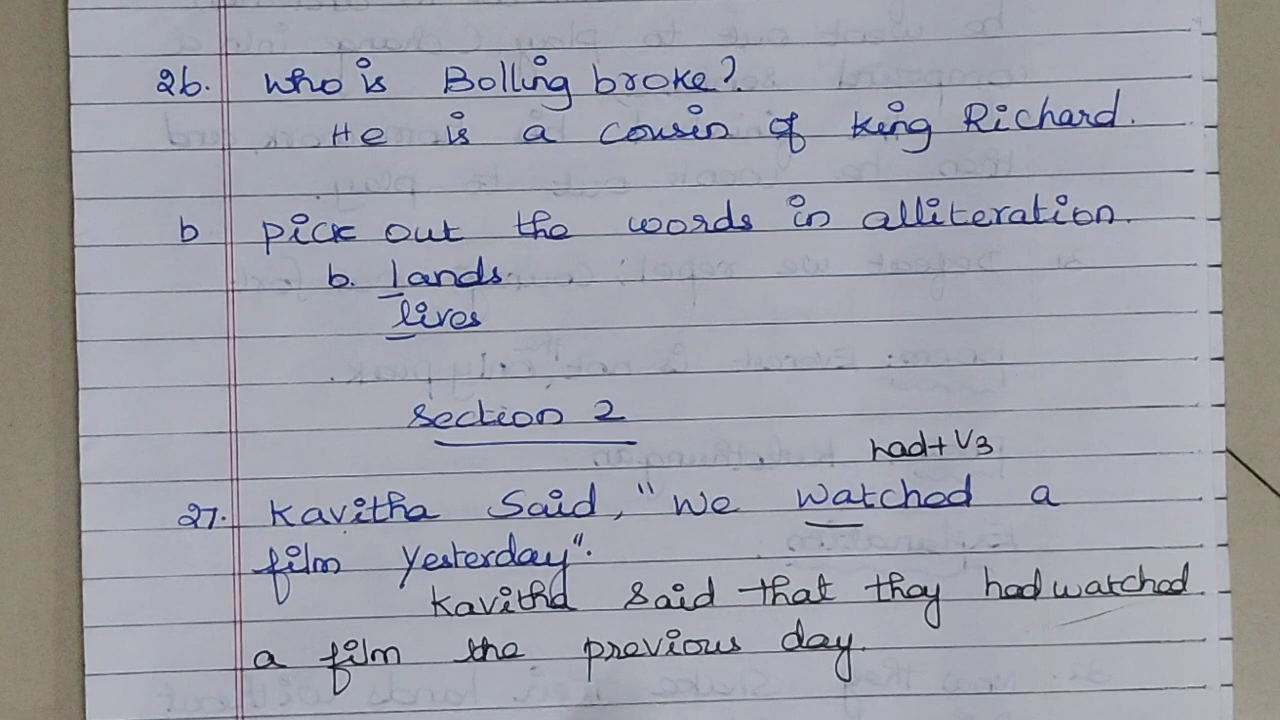 26. Who is Bolling broke?
He is a cousin of King Richard.
b pick out the words in alliteration.
b. lands.
lives
Section 2
had + V3
27. Kavitha Said, "We watched a
film yesterday".
Kavitha said that they had watched
a film the previous day.